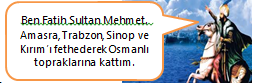 Ben Fatih Sultan Mehmet.
Amasra, Trabzon, Sinop ve
Kırım'ı fethederek Osmanlı
topraklarına kattım.